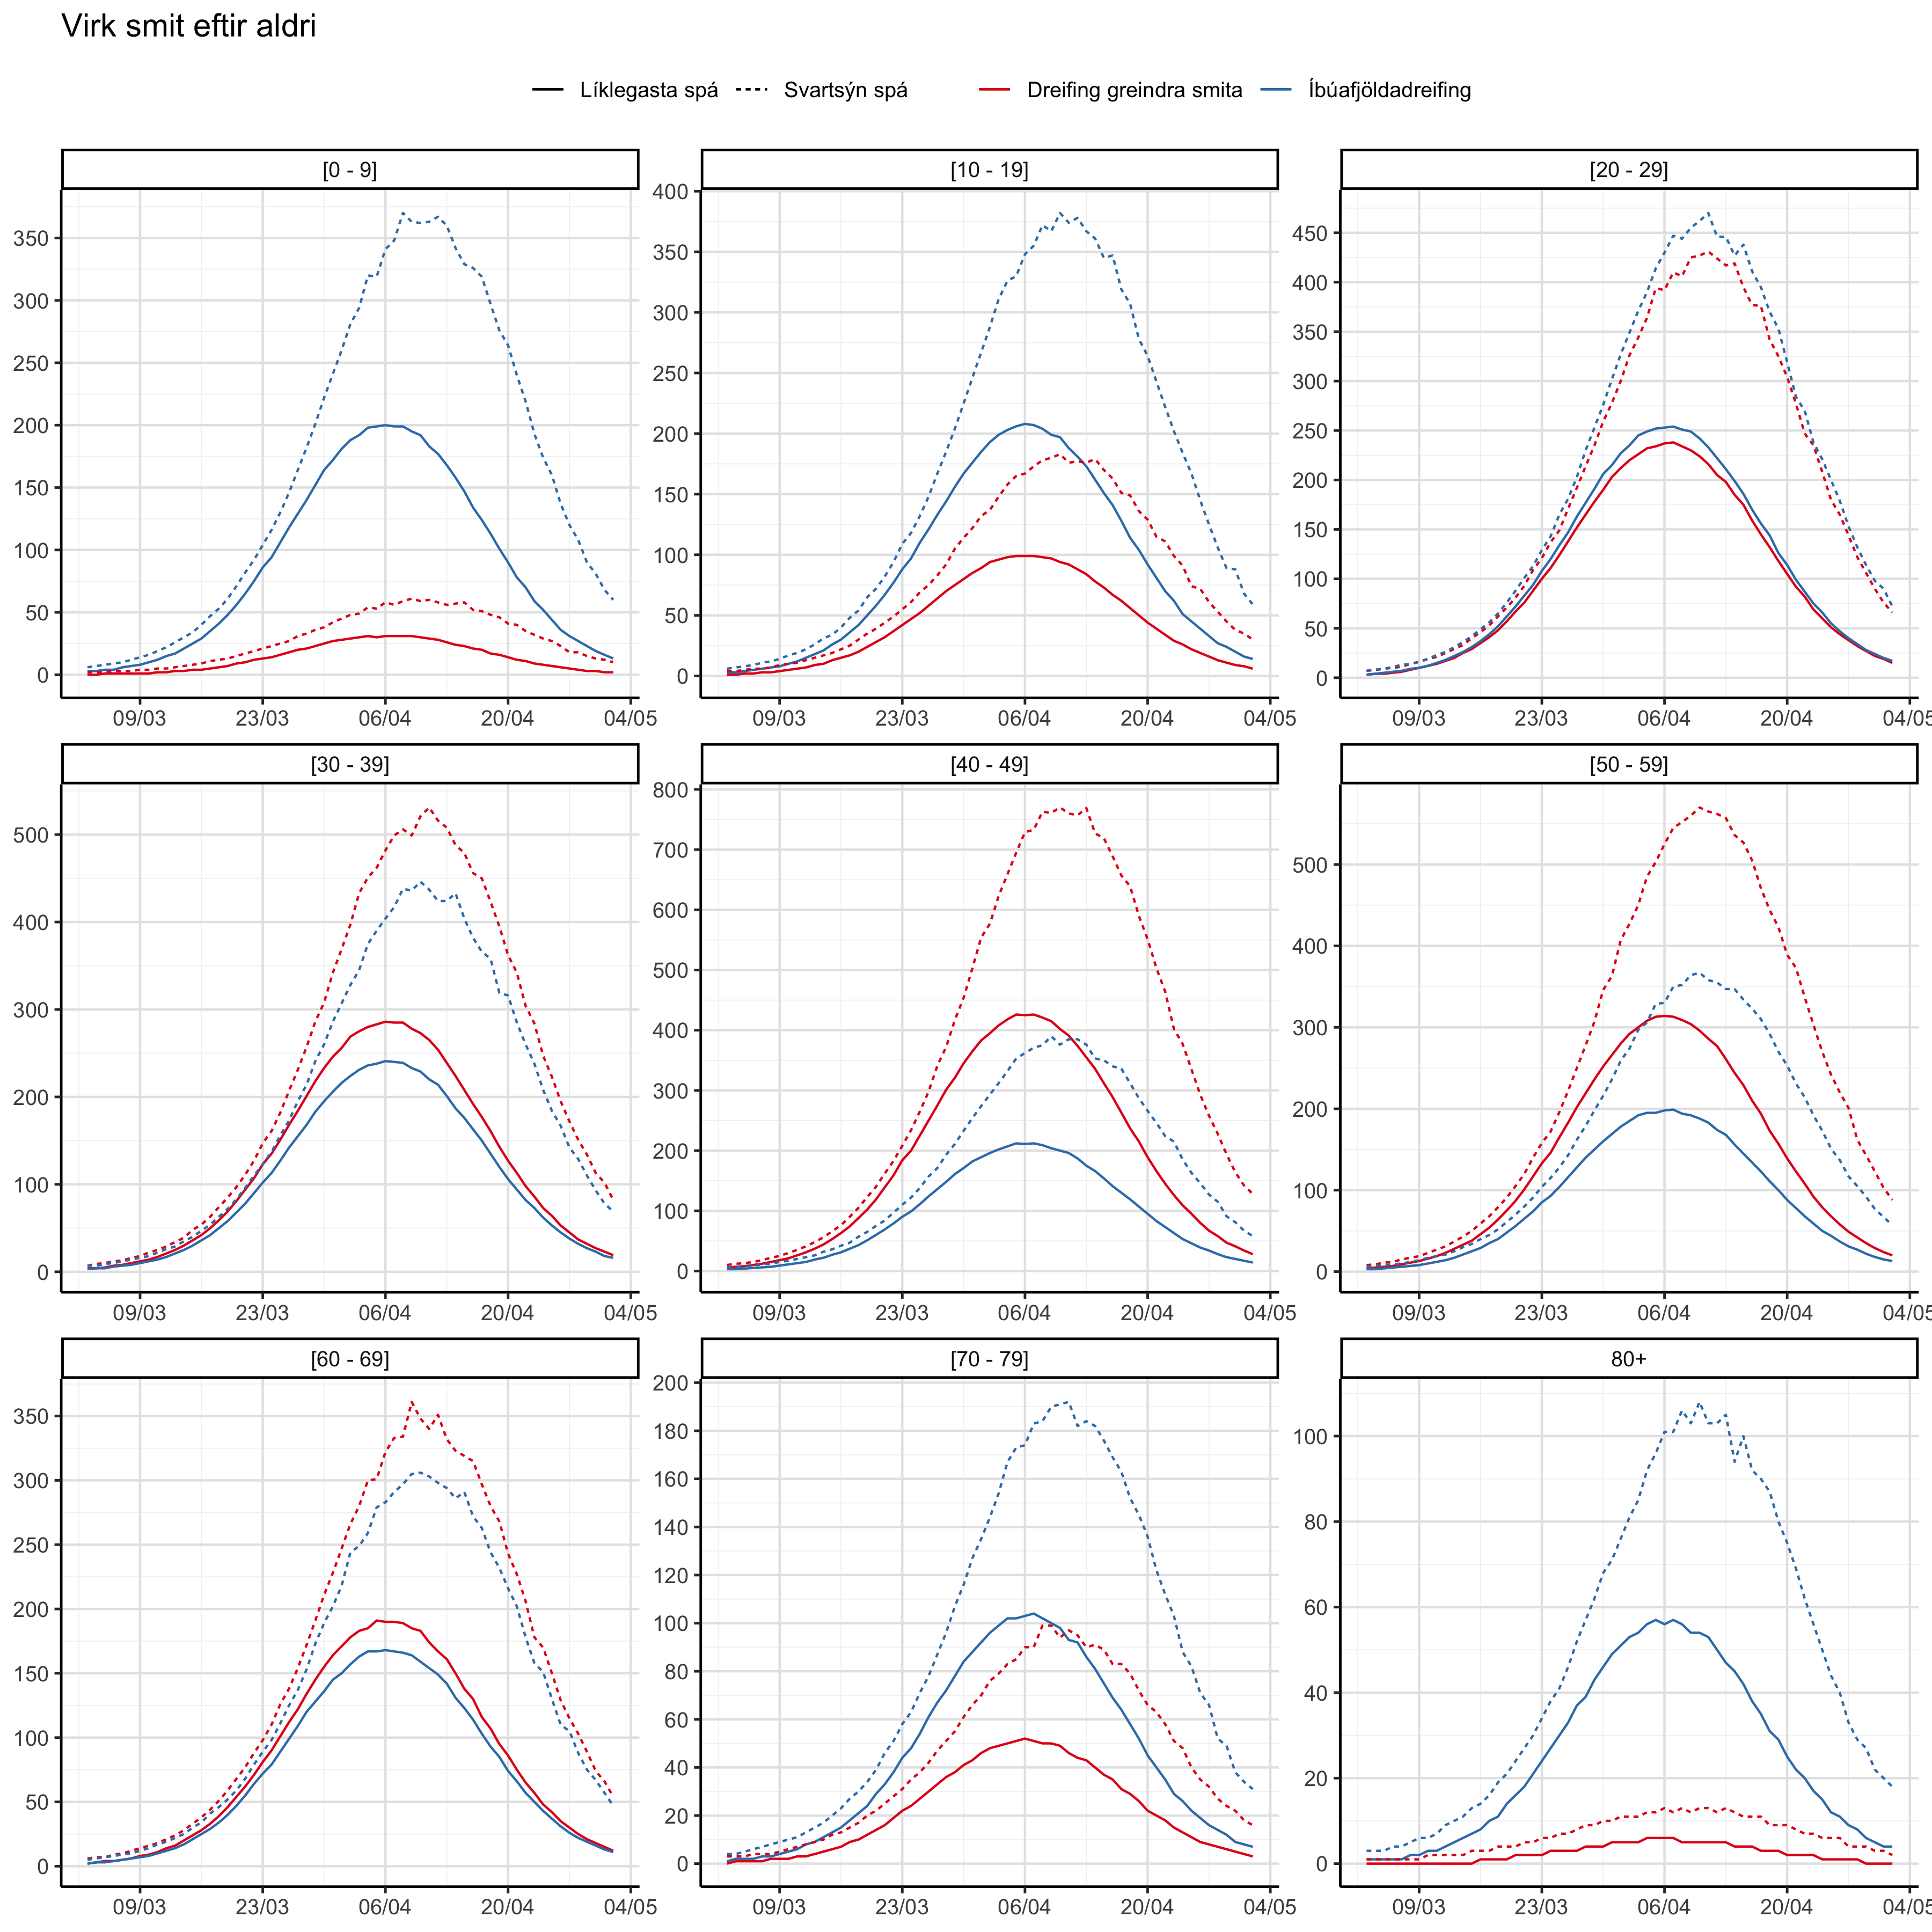 Virk smit eftir aldri
Líklegasta spá Svartsýn spá Dreifing greindra smita Íbúafjöldadreifing
[0 - 9] [10 - 19] [20 - 29]
350 300 250 200 150 100 50 0
400 350 300 250 200 150 100 50 0
450 400 350 300 250 200 150 100 50 0
09/03 23/03 06/04 20/04 04/05 09/03 23/03 06/04 20/04 04/05 09/03 23/03 06/04 20/04 04/05
[30 - 39] [40 - 49] [50 - 59]
500 400 300 200 100 0
800 700 600 500 400 300 200 100 0
500 400 300 200 100 0
09/03 23/03 06/04 20/04 04/05 09/03 23/03 06/04 20/04 04/05 09/03 23/03 06/04 20/04 04/05
[60 - 69] [70 - 79] 80+
350 300 250 200 150 100 50 0
200 180 160 140 120 100 80 60 40 20 0
100 80 60 40 20 0
09/03 23/03 06/04 20/04 04/05 09/03 23/03 06/04 20/04 04/05 09/03 23/03 06/04 20/04 04/05